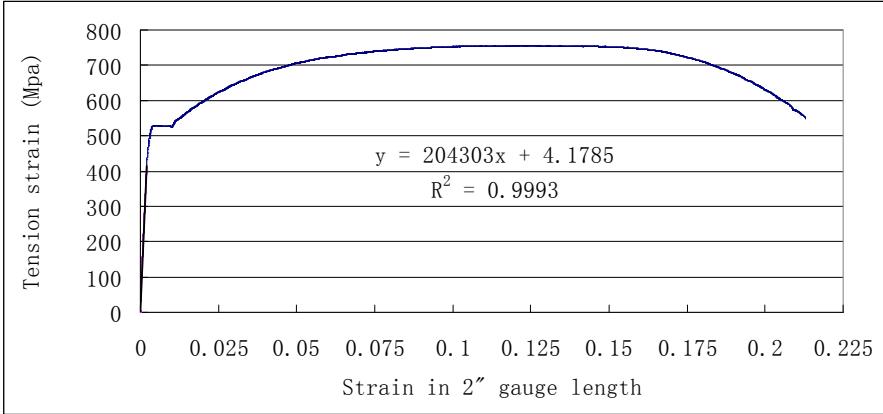 800
700
600
500
400
300
200
100
0
Tension strain (Mpa)
y = 204303x + 4.1785
R² = 0.9993
0 0.025 0.05 0.075 0.1 0.125 0.15 0.175 0.2 0.225
Strain in 2″ gauge length